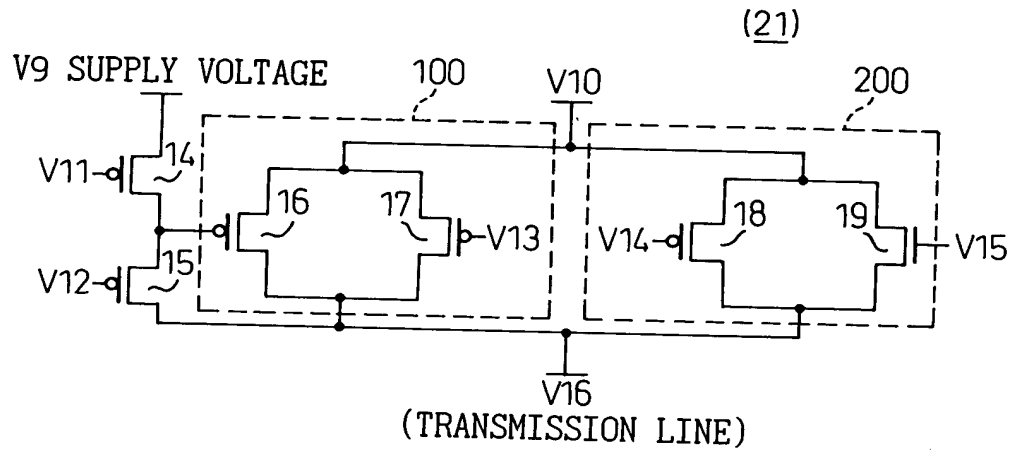 (21)
V9 SUPPLY VOLTAGE
100
V10
200
V11
14
16
17
V13
V14
18
19
V15
V12
15
V16
(TRANSMISSION LINE)